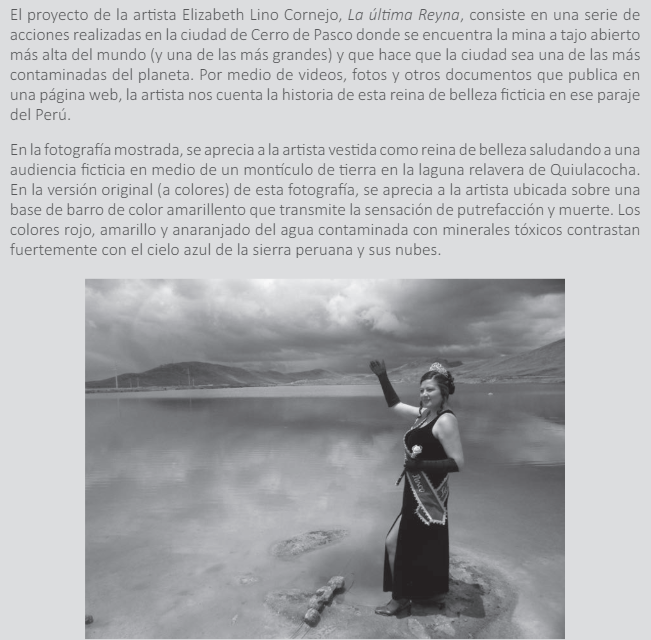 El proyecto de la artista Elizabeth Lino Cornejo, La última Reyna, consiste en una serie de
acciones realizadas en la ciudad de Cerro de Pasco donde se encuentra la mina a tajo abierto
más alta del mundo (y una de las más grandes) y que hace que la ciudad sea una de las más
contaminadas del planeta. Por medio de videos, fotos y otros documentos que publica en
una página web, la artista nos cuenta la historia de esta reina de belleza ficticia en ese paraje
del Perú.
En la fotografía mostrada, se aprecia a la artista vestida como reina de belleza saludando a una
audiencia ficticia en medio de un montículo de tierra en la laguna relavera de Quiulacocha.
En la versión original (a colores) de esta fotografía, se aprecia a la artista ubicada sobre una
base de barro de color amarillento que transmite la sensación de putrefacción y muerte. Los
colores rojo, amarillo y anaranjado del agua contaminada con minerales tóxicos contrastan
fuertemente con el cielo azul de la sierra peruana y sus nubes.